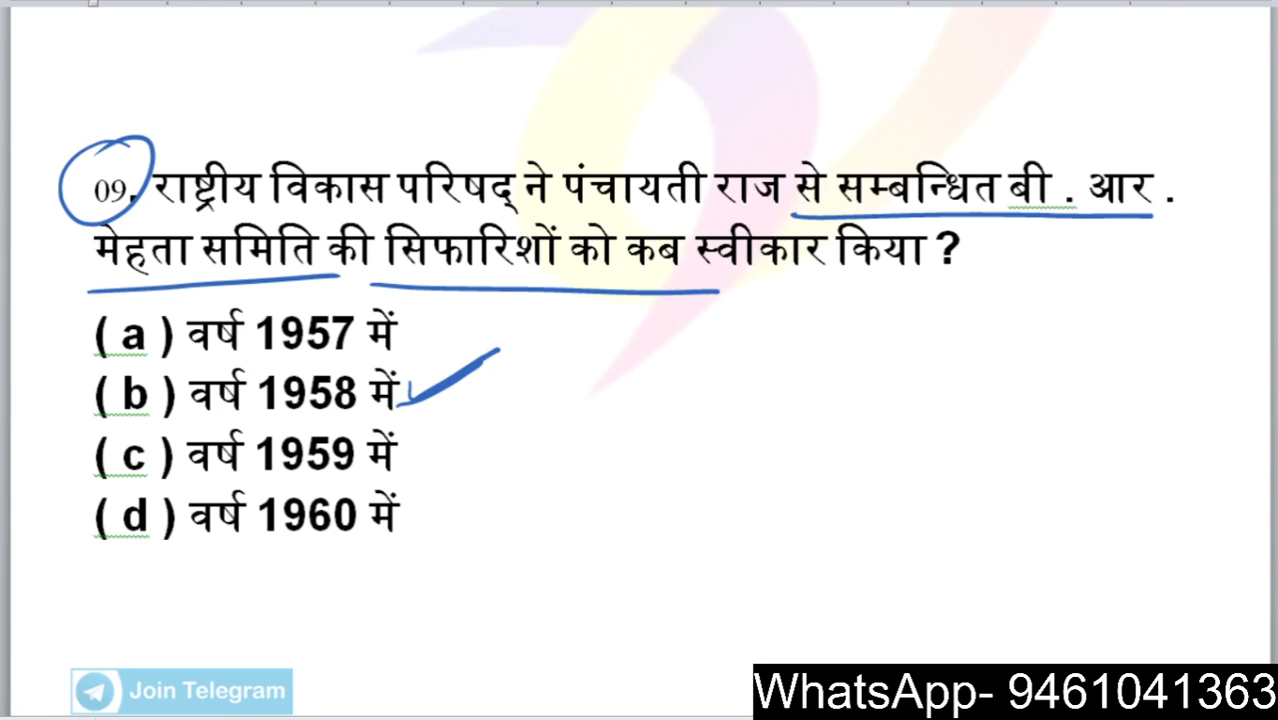 09. राष्ट्रीय विकास परिषद् ने पंचायती राज से सम्बन्धित बी . आर .
मेहता समिति की सिफारिशों को कब स्वीकार किया ?
( a ) वर्ष 1957 में
( b ) वर्ष 1958 में
( c ) वर्ष 1959 में
( d ) वर्ष 1960 में
Join Telegram
WhatsApp- 9461041363